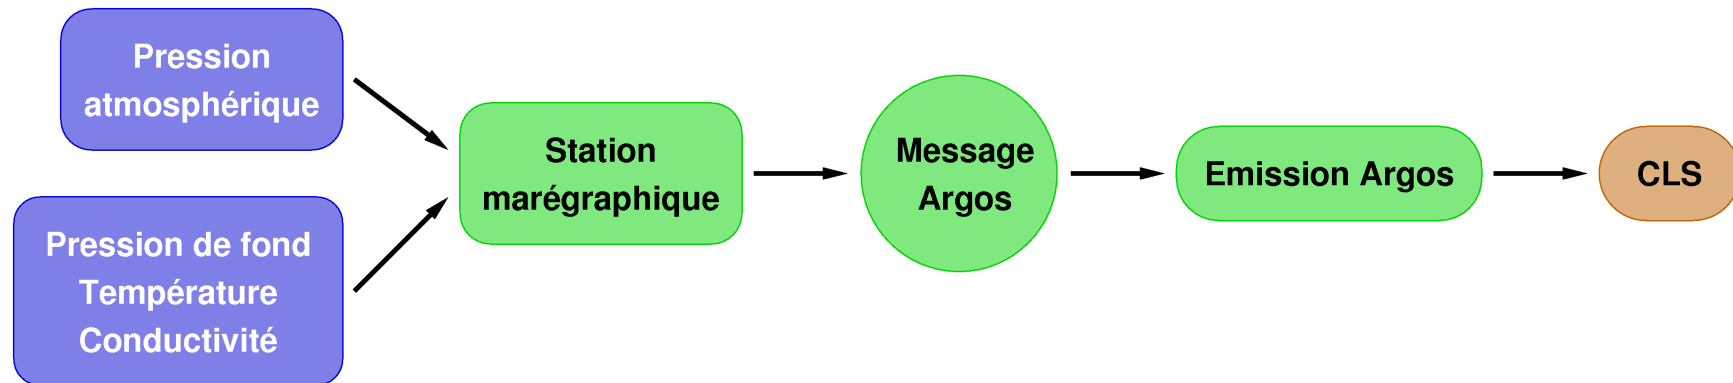 Pression
atmosphérique
Pression de fond
Température
Conductivité
Station
marégraphique
Message
Argos
Emission Argos
CLS